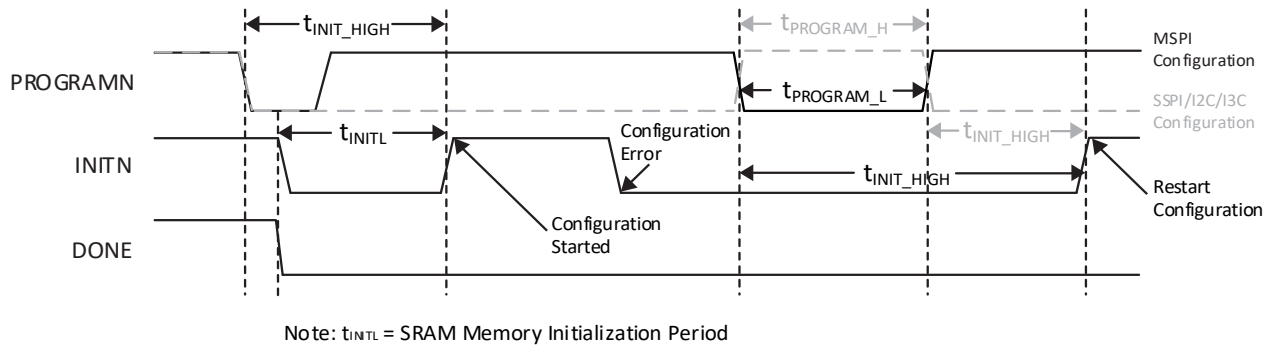 tINIT_HIGH
tPROGRAM_H
MSPI
Configuration
PROGRAMN
tPROGRAM_L
SSPI/I2C/I3C
Configuration
tINITL
Configuration
Error
tINIT_HIGH
INITN
tINIT_HIGH
Restart
Configuration
Configuration
Started
DONE
Note: tINITL = SRAM Memory Initialization Period